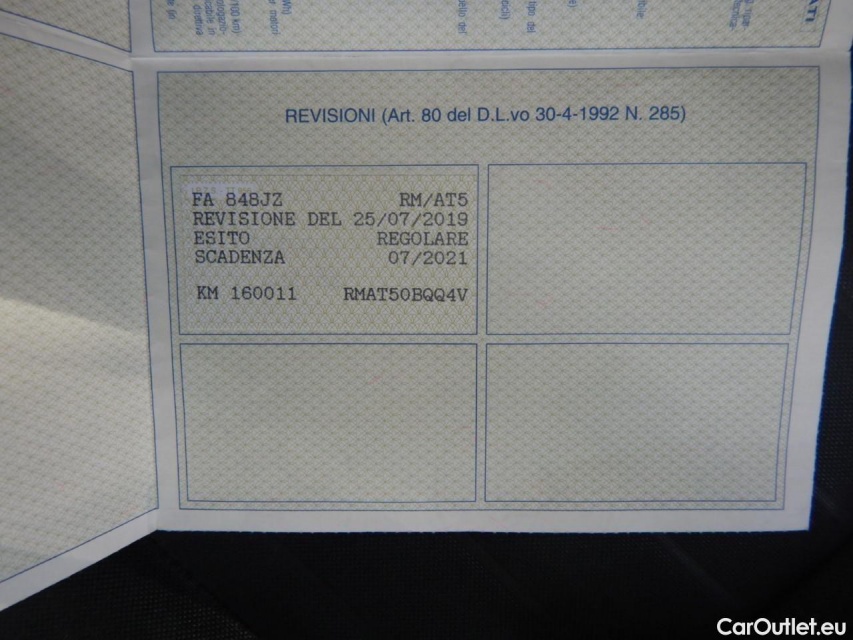 REVISIONI (Art. 80 del D.L.vo 30-4-1992 N. 285)
FA 848JZ RM/AT5
REVISIONE DEL 25/07/2019
ESITO REGOLARE
SCADENZA 07/2021
KM 160011 RMAT50BQQ4V
CarOutlet.eu